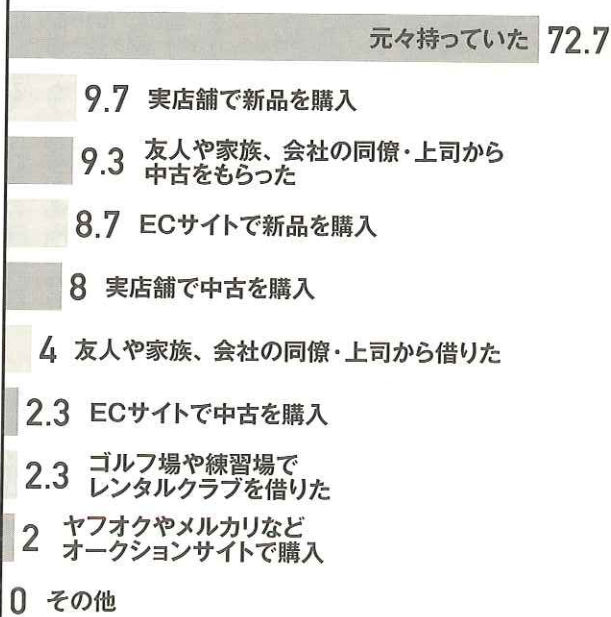 元々持っていた 72.7
9.7 実店舗で新品を購入
9.3 友人や家族、会社の同僚・上司から
中古をもらった
8.7 ECサイトで新品を購入
8 実店舗で中古を購入
4 友人や家族、会社の同僚・上司から借りた
2.3 ECサイトで中古を購入
2.3 ゴルフ場や練習場で
レンタルクラブを借りた
2 ヤフオクやメルカリなど
オークションサイトで購入
0 その他